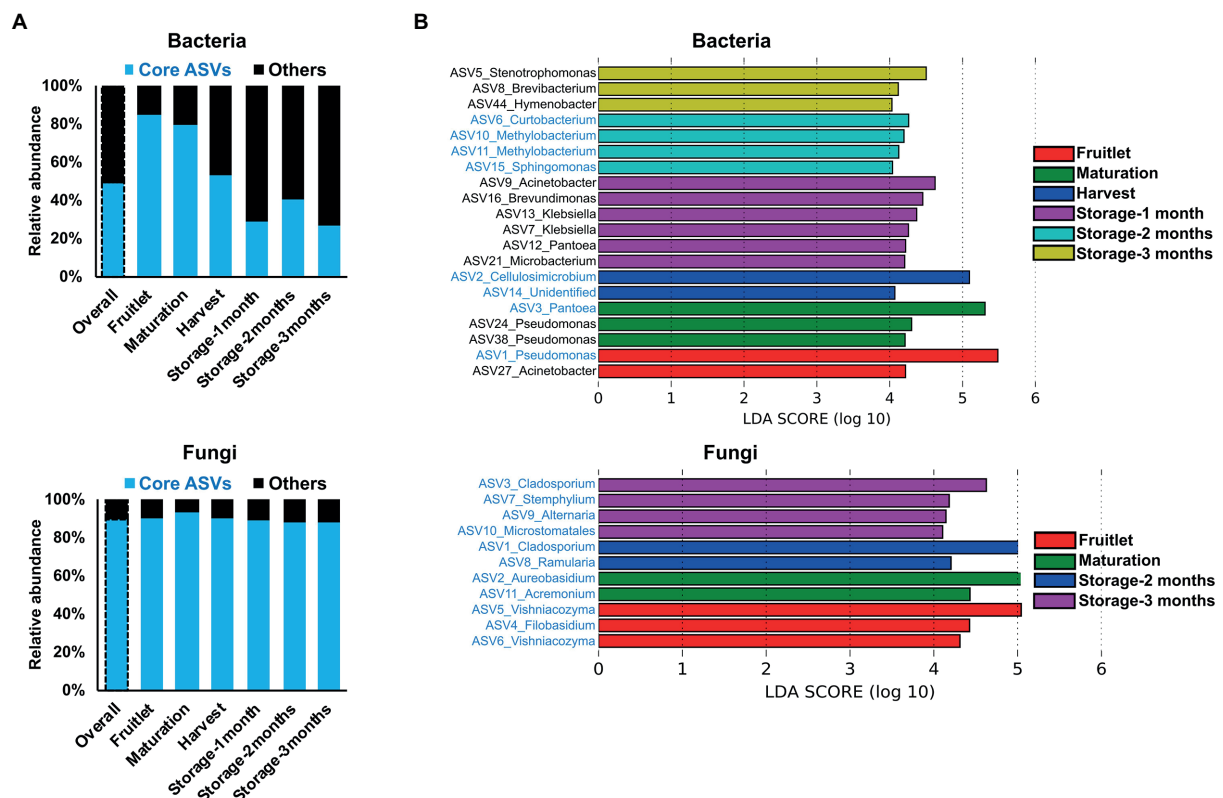 A
Bacteria
Core ASVs Others
Relative abundance
100%
80%
60%
40%
20%
0%
Overall
Fruitlet
Maturation
Harvest
Storage-1month
Storage-2months
Storage-3months
Fungi
Core ASVs Others
Relative abundance
100%
80%
60%
40%
20%
0%
Overall
Fruitlet
Maturation
Harvest
Storage-1month
Storage-2months
Storage-3months
B
Bacteria
ASV5_Stenotrophomonas
ASV8_Brevibacterium
ASV44_Hymenobacter
ASV6_Curtobacterium
ASV10_Methylobacterium
ASV11_Methylobacterium
ASV15_Sphingomonas
ASV9_Acinetobacter
ASV16_Brevundimonas
ASV13_Klebsiella
ASV7_Klebsiella
ASV12_Pantoea
ASV21_Microbacterium
ASV2_Cellulosimicrobium
ASV14_Unidentified
ASV3_Pantoea
ASV24_Pseudomonas
ASV38_Pseudomonas
ASV1_Pseudomonas
ASV27_Acinetobacter
0 1 2 3 4 5 6
LDA SCORE (log 10)
Fruitlet
Maturation
Harvest
Storage-1 month
Storage-2 months
Storage-3 months
Fungi
ASV3_Cladosporium
ASV7_Stemphylium
ASV9_Alternaria
ASV10_Microstomatales
ASV1_Cladosporium
ASV8_Ramularia
ASV2_Aureobasidium
ASV11_Acremonium
ASV5_Vishniacozyma
ASV4_Filobasidium
ASV6_Vishniacozyma
0 1 2 3 4 5 6
LDA SCORE (log 10)
Fruitlet
Maturation
Storage-2 months
Storage-3 months